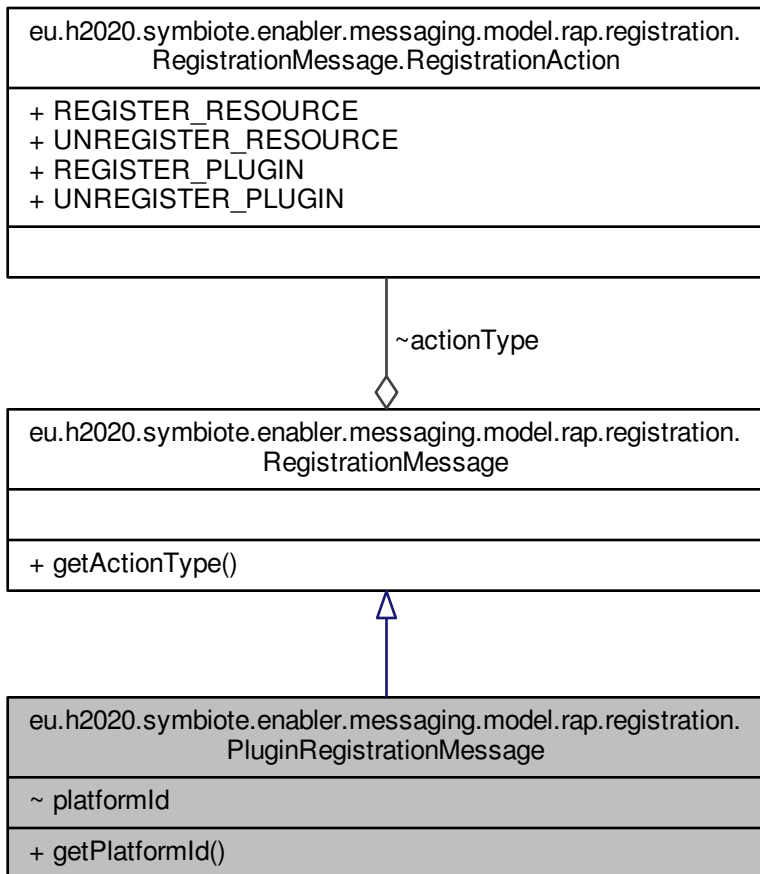 eu.h2020.symbiote.enabler.messaging.model.rap.registration.
RegistrationMessage.RegistrationAction
+ REGISTER_RESOURCE
+ UNREGISTER_RESOURCE
+ REGISTER_PLUGIN
+ UNREGISTER_PLUGIN
~actionType
eu.h2020.symbiote.enabler.messaging.model.rap.registration.
RegistrationMessage
+ getActionType()
eu.h2020.symbiote.enabler.messaging.model.rap.registration.
PluginRegistrationMessage
~ platformId
+ getPlatformId()